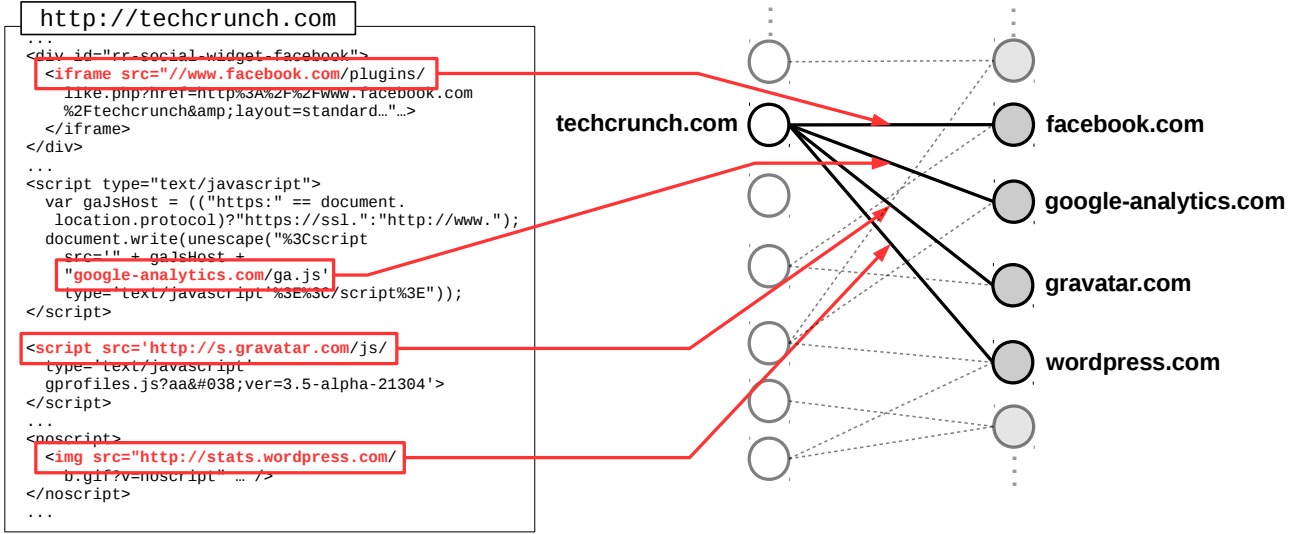 http://techcrunch.com
...
<div id="rr-social-widget-facebook">
<iframe src="//www.facebook.com/plugins/
like.php?href=http%3A%2F%2Fwww.facebook.com
%2Ftechcrunch&amp;layout=standard…"…>
</iframe>
</div>
...
<script type="text/javascript">
var gaJsHost = (("https:" == document.
location.protocol)?"https://ssl.":"http://www.");
document.write(unescape("%3Cscript
src='" + gaJsHost +
"google-analytics.com/ga.js'
type='text/javascript'%3E%3C/script%3E"));
</script>
<script src='http://s.gravatar.com/js/
type='text/javascript'
gprofiles.js?aa&#038;ver=3.5-alpha-21304'>
</script>
...
<noscript>
<img src="http://stats.wordpress.com/
b.gif?v=noscript" … />
</noscript>
...
techcrunch.com
facebook.com
google-analytics.com
gravatar.com
wordpress.com